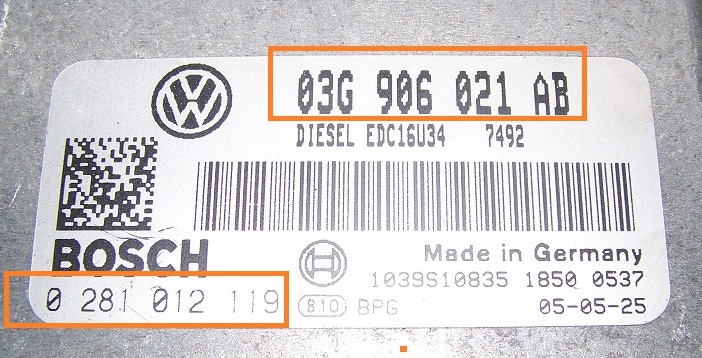 03G 906 021 AB
DIESEL EDC16U34 7492
BOSCH
Made in Germany
0 281 012 119
1039S10835 1850 0537
B10 BPG 05-05-25